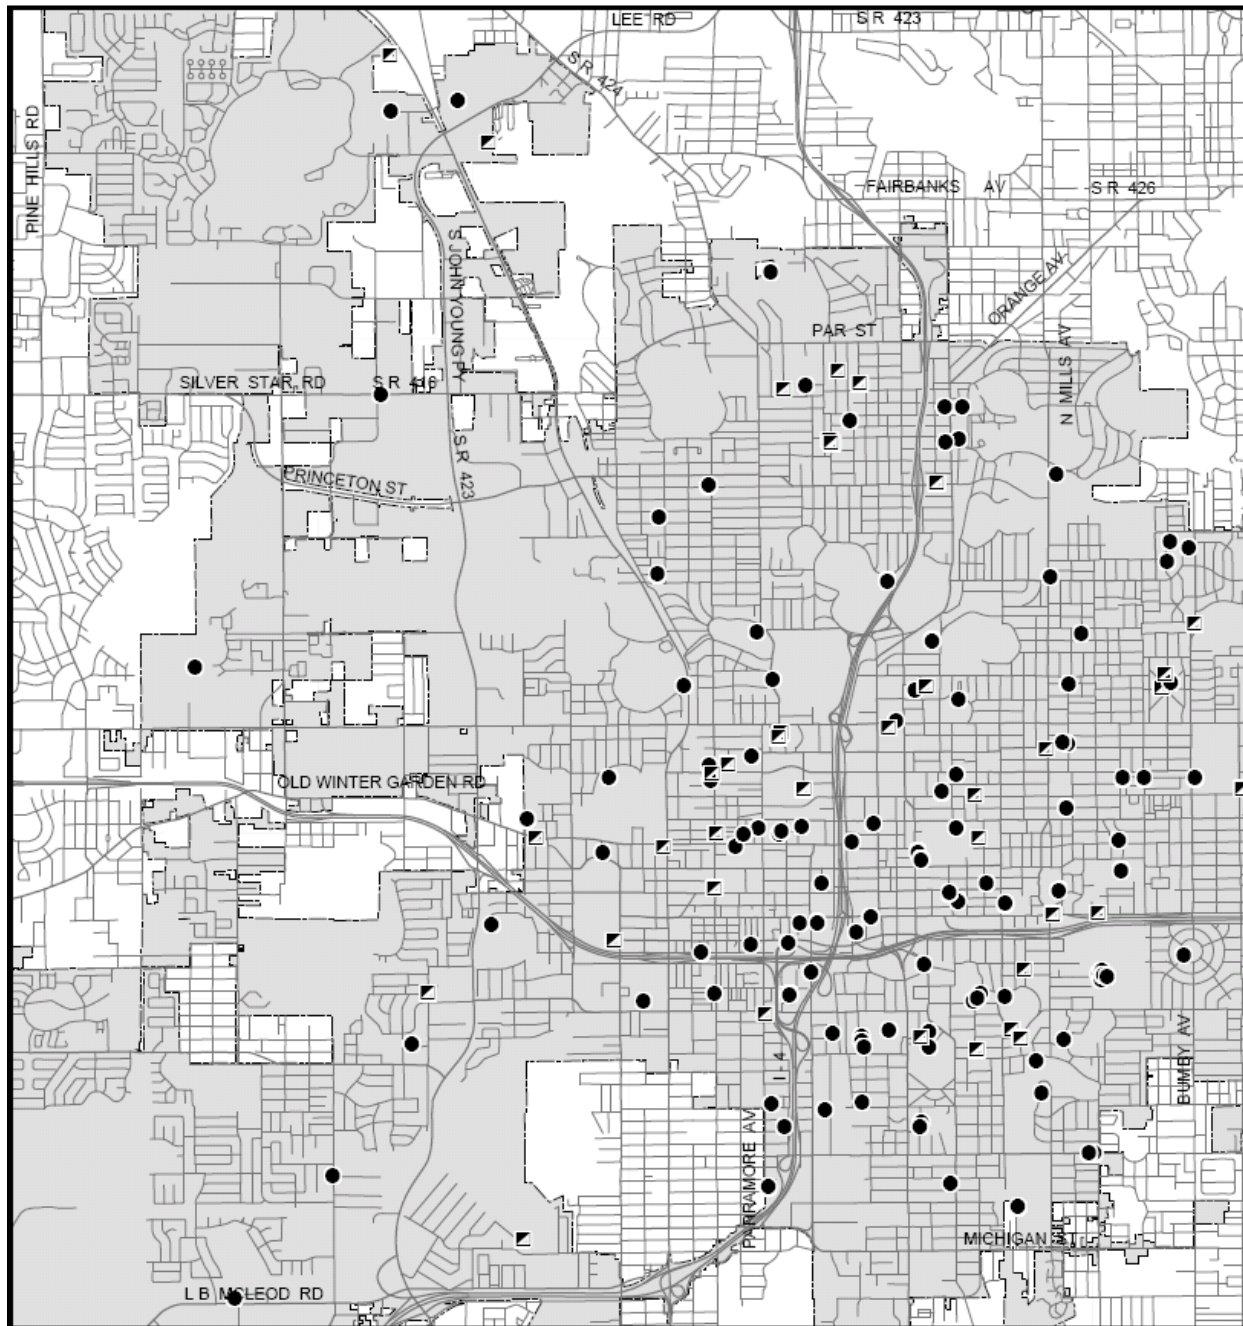 LEE RD
S R 423
S R 424
PINE HILLS RD
FAIRBANKS AV
S R 426
S JOHN YOUNG PY
ORANGE AV
PAR ST
N MILLS AV
SILVER STAR RD
S R 416
S R 423
PRINCETON ST
OLD WINTER GARDEN RD
I - 4
BUMBY AV
PARRAMORE AV
MICHIGAN ST
L B MCLEOD RD